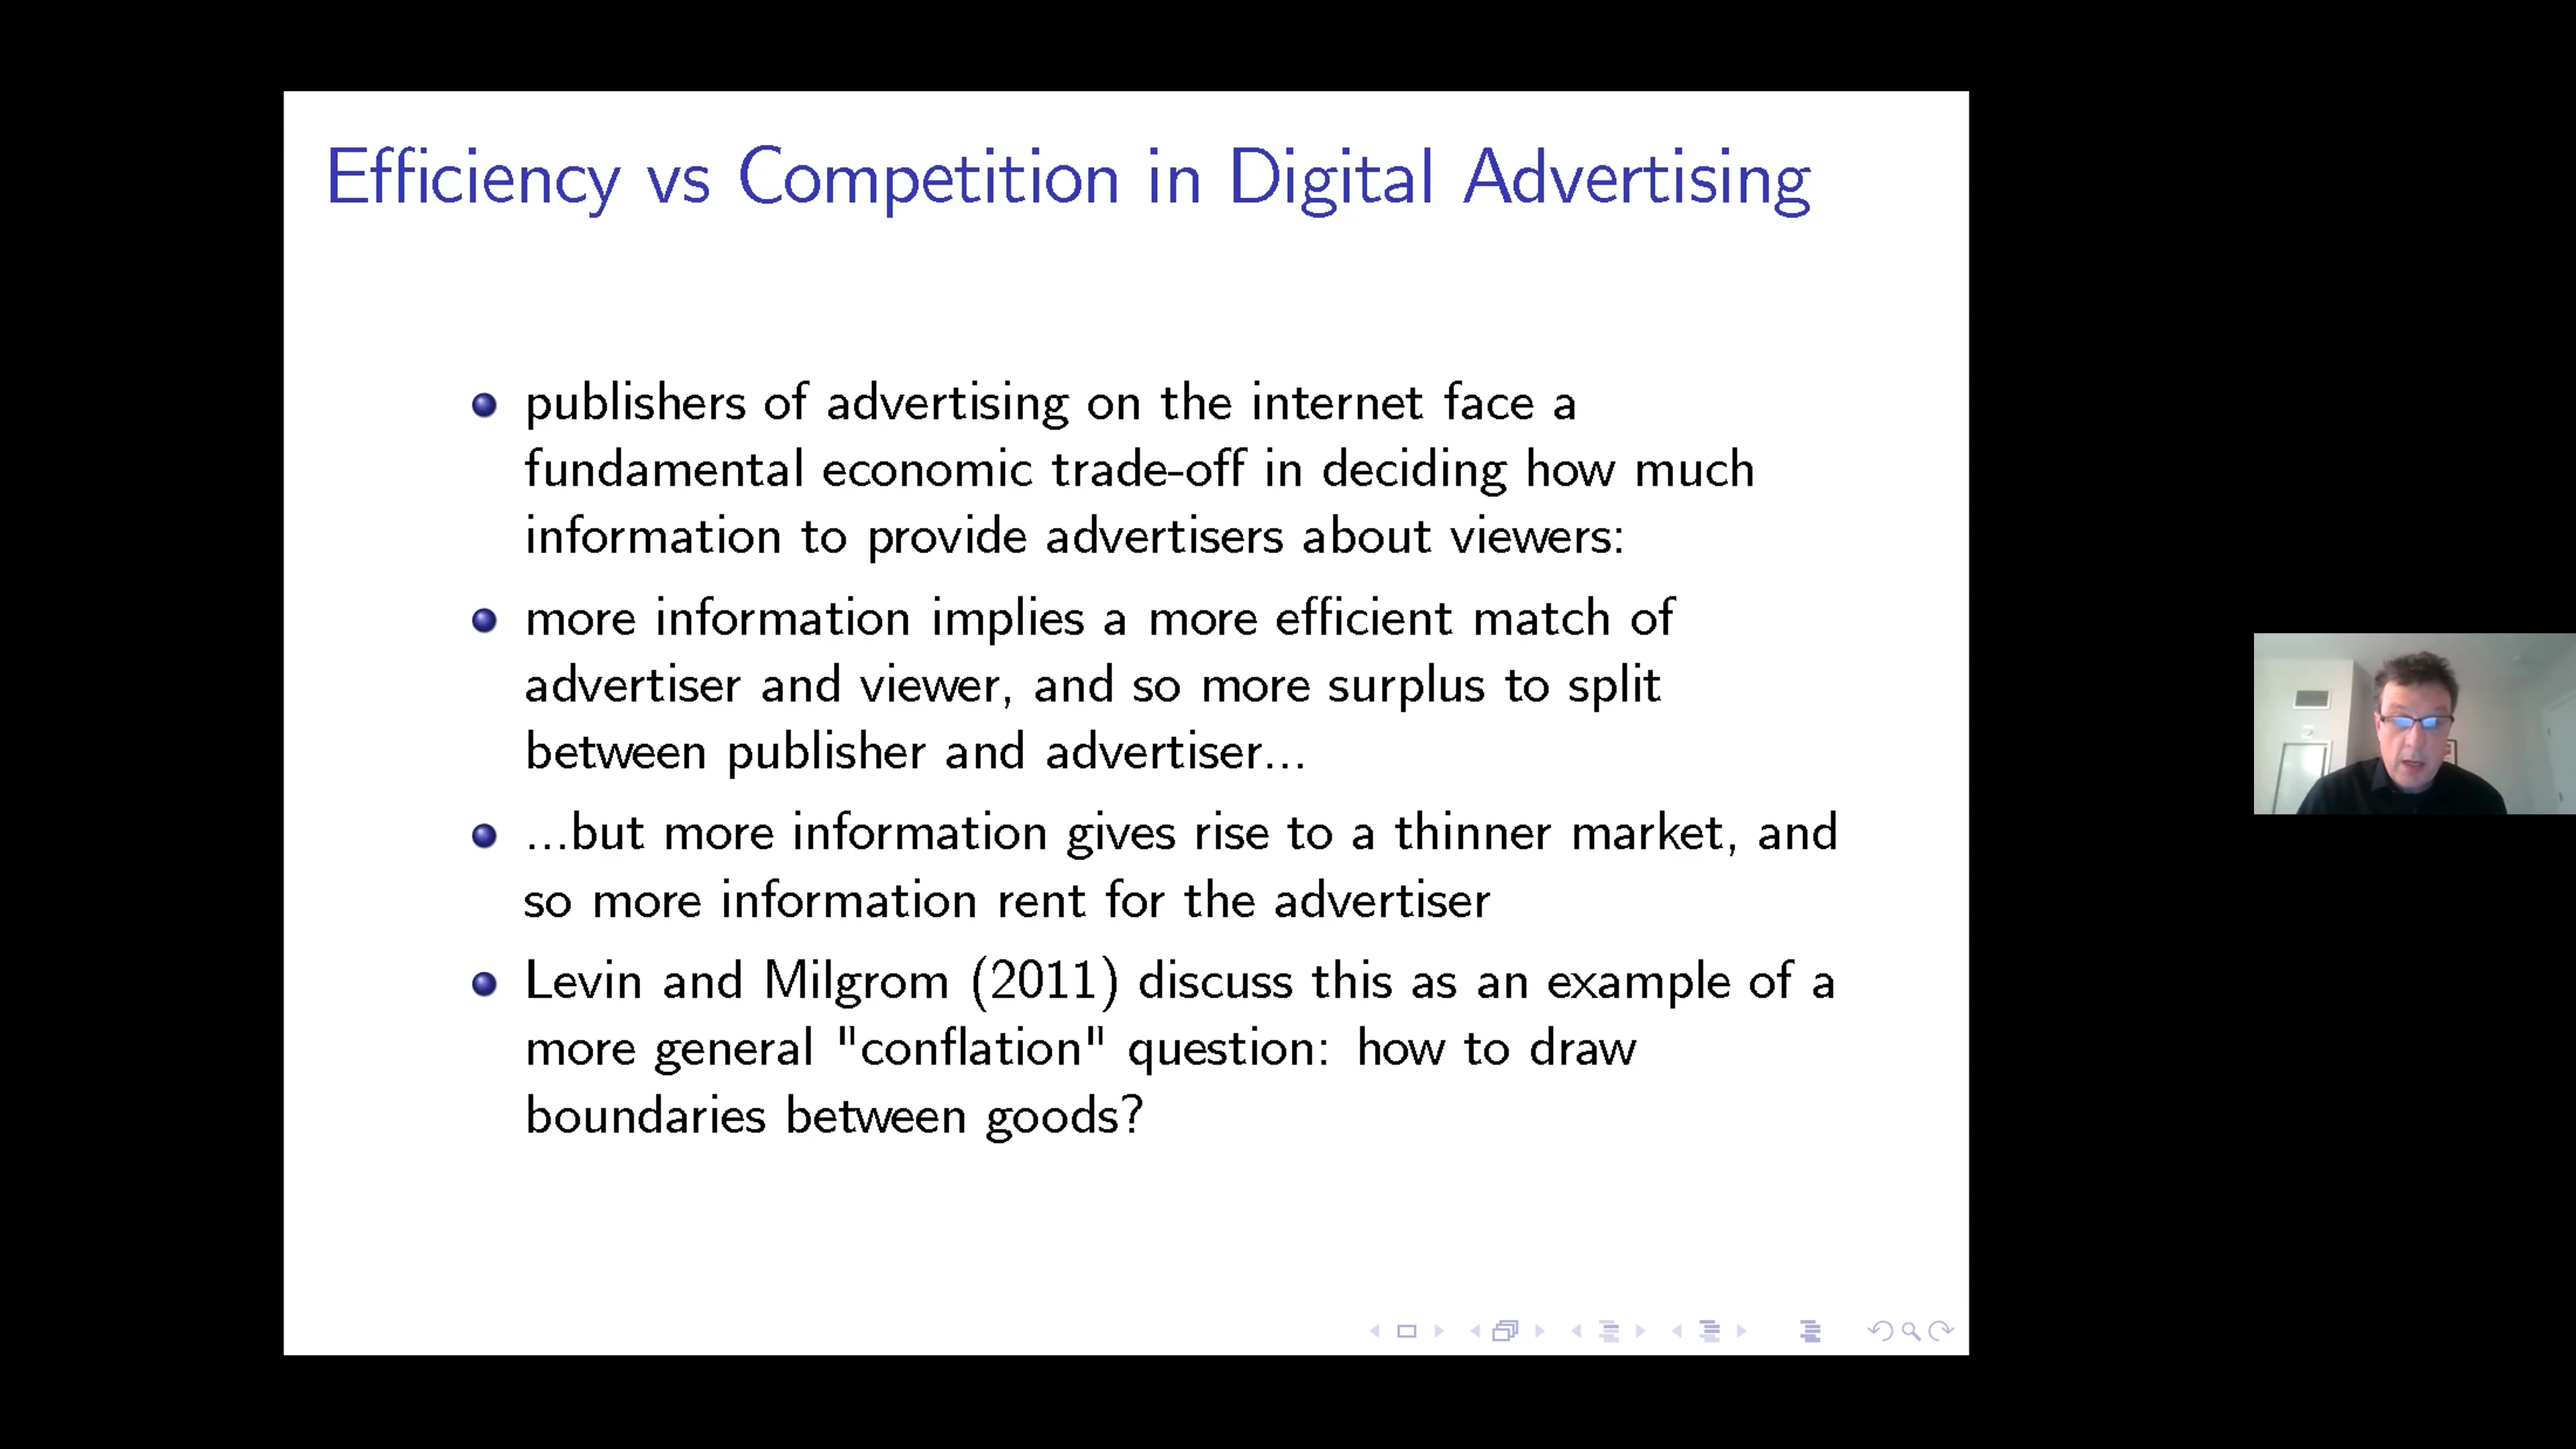 Efficiency vs Competition in Digital Advertising
publishers of advertising on the internet face a
fundamental economic trade-off in deciding how much
information to provide advertisers about viewers:
more information implies a more efficient match of
advertiser and viewer, and so more surplus to split
between publisher and advertiser...
...but more information gives rise to a thinner market, and
so more information rent for the advertiser
Levin and Milgrom (2011) discuss this as an example of a
more general "conflation" question: how to draw
boundaries between goods?